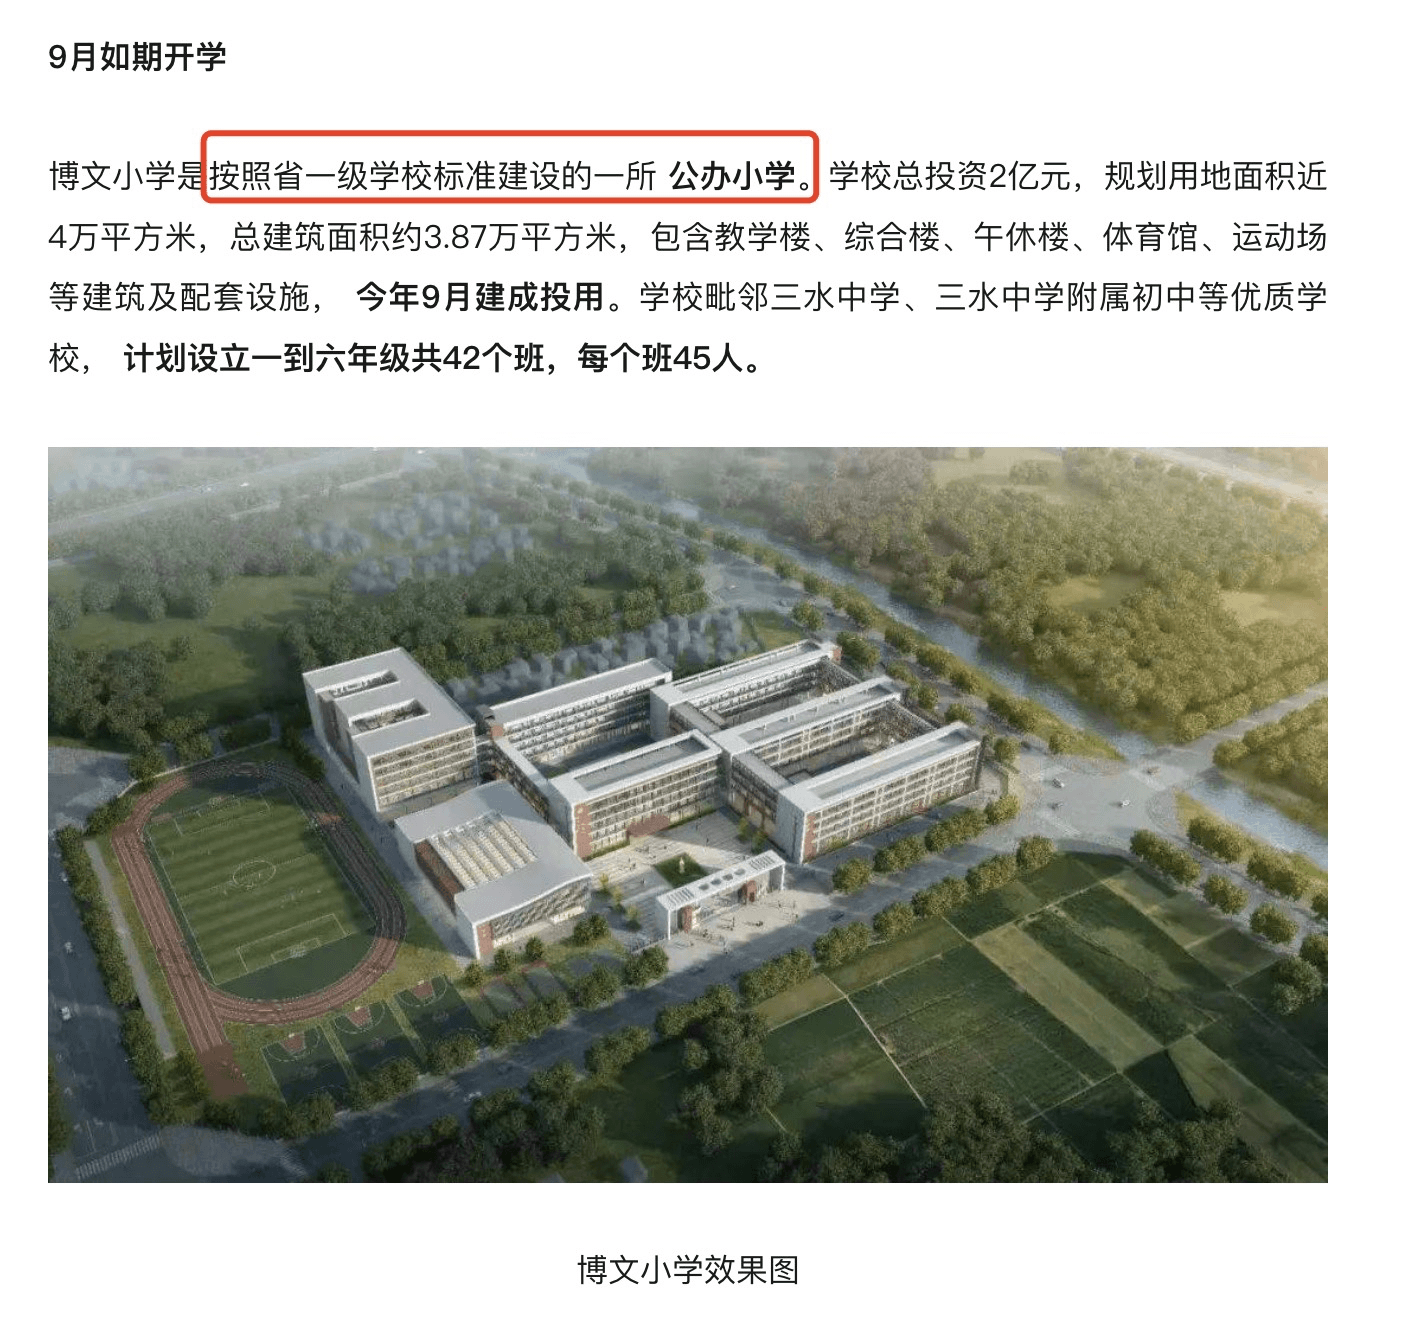 9月如期开学
博文小学是按照省一级学校标准建设的一所 公办小学。学校总投资2亿元，规划用地面积近
4万平方米，总建筑面积约3.87万平方米，包含教学楼、综合楼、午休楼、体育馆、运动场
等建筑及配套设施， 今年9月建成投用。学校毗邻三水中学、三水中学附属初中等优质学
校， 计划设立一到六年级共42个班，每个班45人。
博文小学效果图